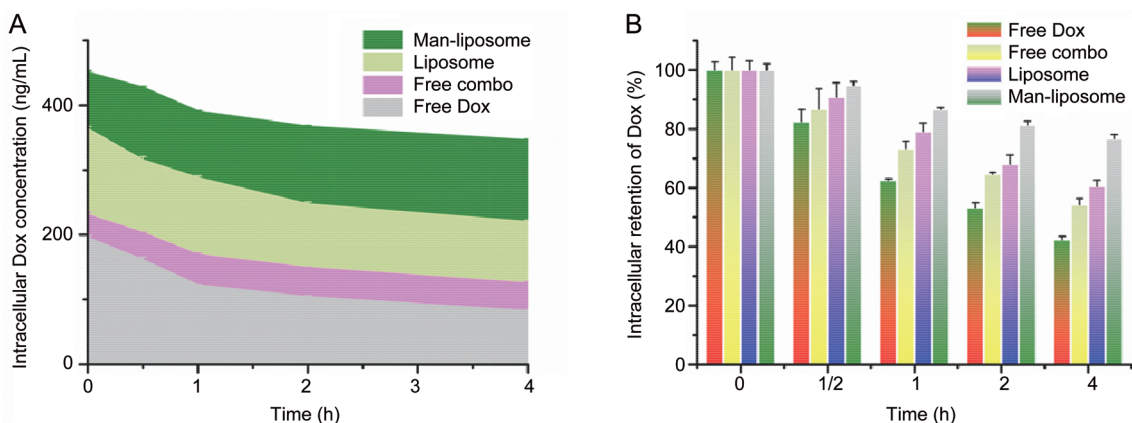 A
Intracellular Dox concentration (ng/mL)
400
200
0
Man-liposome
Liposome
Free combo
Free Dox
0 1 2 3 4
Time (h)
B
Intracellular retention of Dox (%)
100
80
60
40
20
0
Free Dox
Free combo
Liposome
Man-liposome
0 1/2 1 2 4
Time (h)